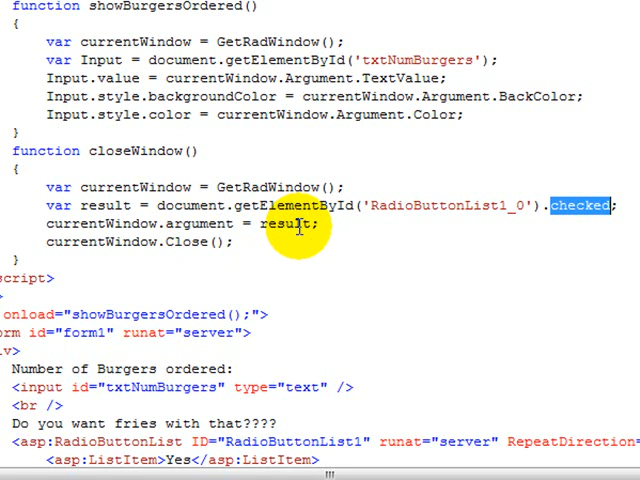 function showBurgersOrdered()
{
var currentWindow = GetRadWindow();
var Input = document.getElementById('txtNumBurgers');
Input.value = currentWindow.Argument.TextValue;
Input.style.backgroundColor = currentWindow.Argument.BackColor;
Input.style.color = currentWindow.Argument.Color;
}
function closeWindow()
{
var currentWindow = GetRadWindow();
var result = document.getElementById('RadioButtonList1_0').checked;
currentWindow.argument = result;
currentWindow.Close();
}
script>
>
onload="showBurgersOrdered();">
orm id="form1" runat="server">
iv>
Number of Burgers ordered:
<input id="txtNumBurgers" type="text" />
<br />
Do you want fries with that????
<asp:RadioButtonList ID="RadioButtonList1" runat="server" RepeatDirection=
<asp:ListItem>Yes</asp:ListItem>